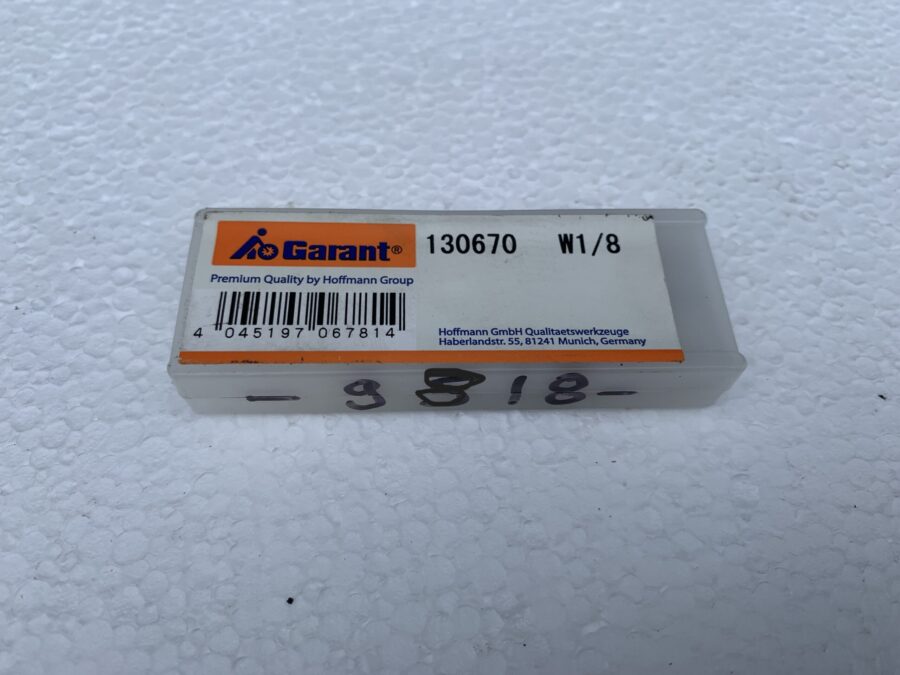 Garant® 130670 W1/8
Premium Quality by Hoffmann Group
4 045197 067814
Hoffmann GmbH Qualitaetswerkzeuge
Haberlandstr. 55, 81241 Munich, Germany
- 9818-